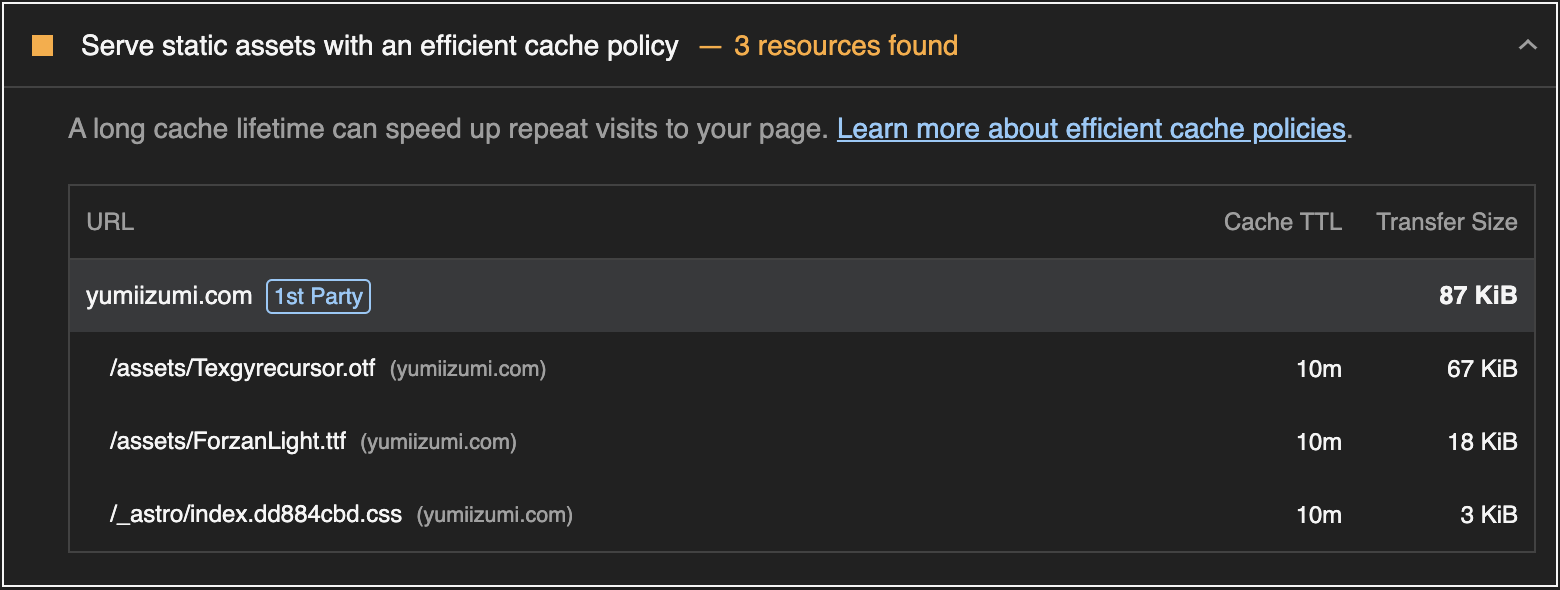 Serve static assets with an efficient cache policy — 3 resources found
A long cache lifetime can speed up repeat visits to your page. Learn more about efficient cache policies.
URL Cache TTL Transfer Size
yumiizumi.com 1st Party 87 KiB
/assets/Texgyrecursor.otf (yumiizumi.com) 10m 67 KiB
/assets/ForzanLight.ttf (yumiizumi.com) 10m 18 KiB
/_astro/index.dd884cbd.css (yumiizumi.com) 10m 3 KiB